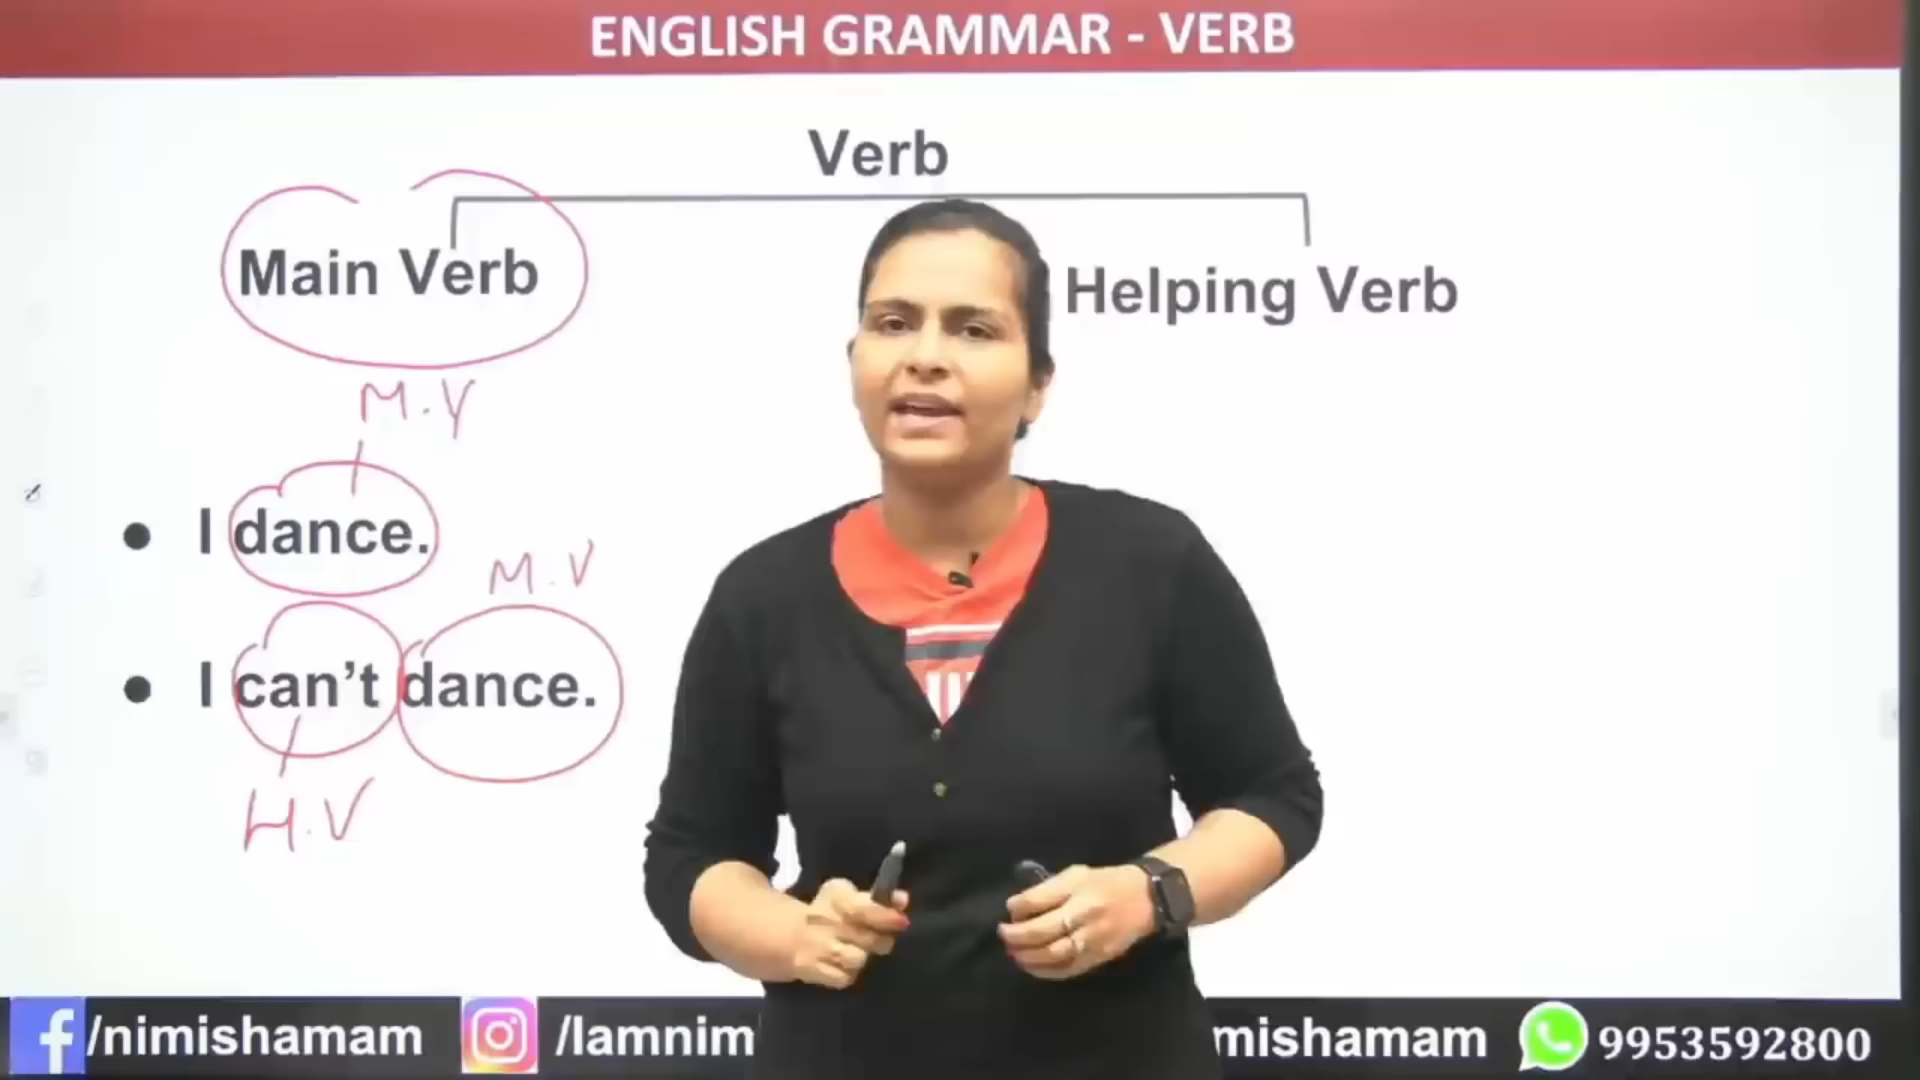 ENGLISH GRAMMAR - VERB
Verb
Main Verb
Helping Verb
M.V
I dance.
M.V
I can't dance.
H.V
/nimishamam /Iamnim mishamam 9953592800